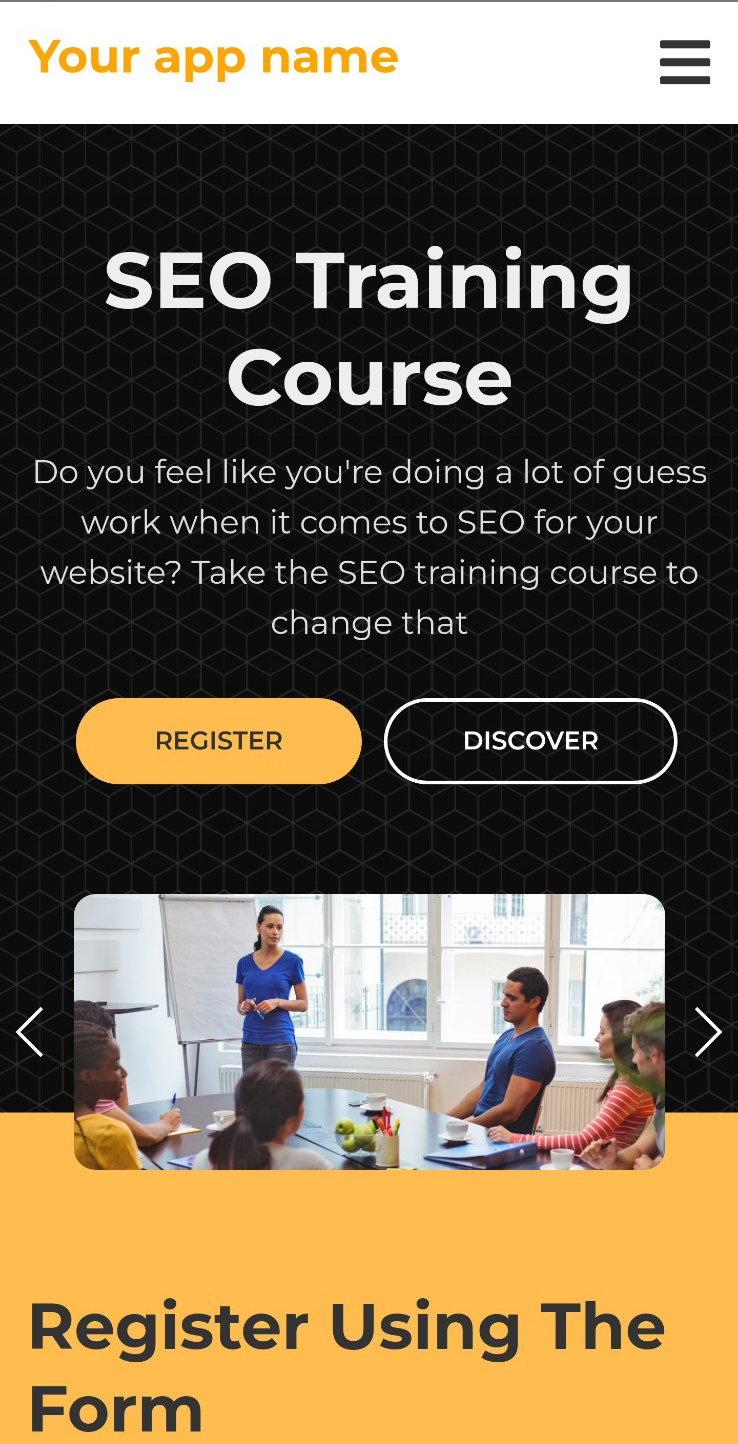 Your app name
SEO Training
Course
Do you feel like you're doing a lot of guess
work when it comes to SEO for your
website? Take the SEO training course to
change that
REGISTER
DISCOVER
Register Using The
Form